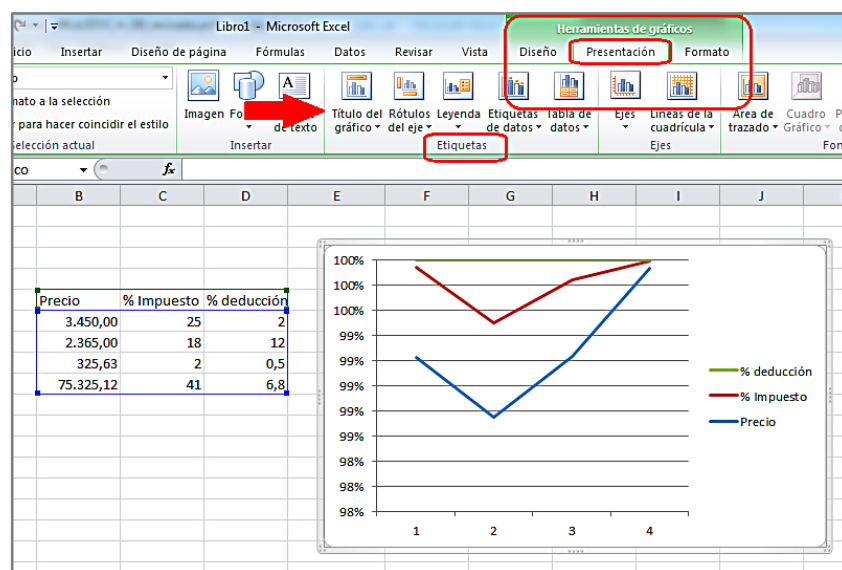 Libro1 - Microsoft Excel
Herramientas de gráficos
icio Insertar Diseño de página Fórmulas Datos Revisar Vista Diseño Presentación Formato
mato a la selección
r para hacer coincidir el estilo
Selección actual
Imagen
de texto
Insertar
Título del gráfico
Rótulos del eje
Leyenda
Etiquetas de datos
Tabla de datos
Etiquetas
Ejes
Líneas de la cuadrícula
Ejes
Área de trazado
Cuadro Gráfico
Fon
co
fx
B C D E F G H I J
Precio % Impuesto % deducción
3.450,00 25 2
2.365,00 18 12
325,63 2 0,5
75.325,12 41 6,8
100%
100%
100%
99%
99%
99%
99%
99%
98%
98%
98%
1 2 3 4
% deducción
% Impuesto
Precio